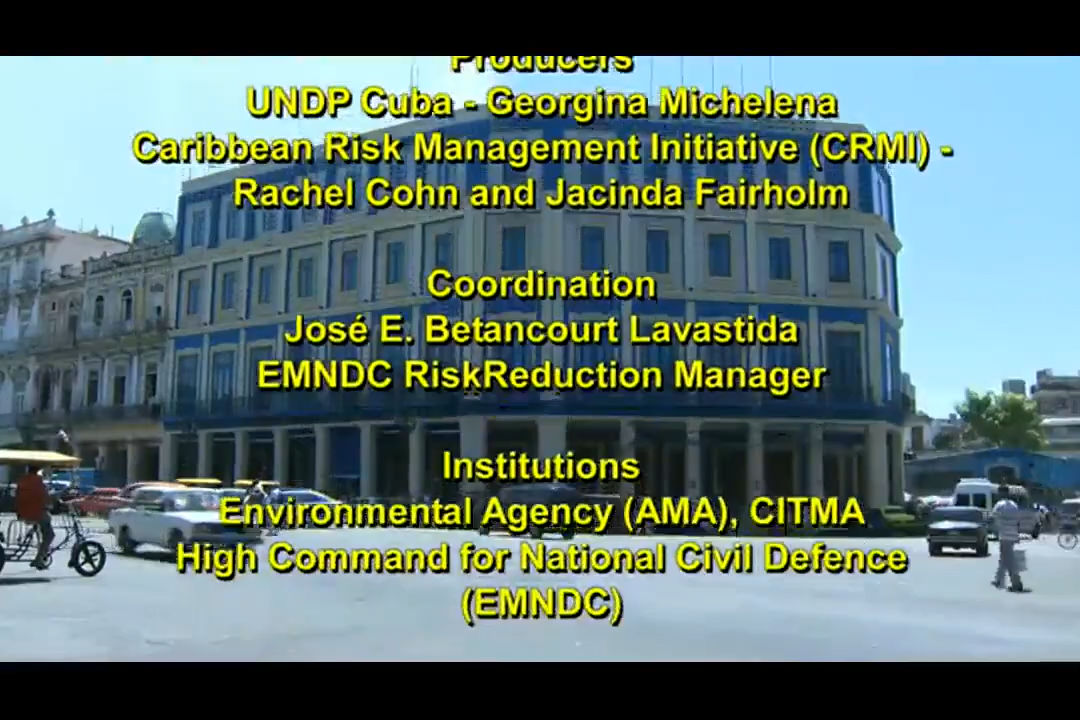 Producers
UNDP Cuba - Georgina Michelena
Caribbean Risk Management Initiative (CRMI) -
Rachel Cohn and Jacinda Fairholm
Coordination
José E. Betancourt Lavastida
EMNDC RiskReduction Manager
Institutions
Environmental Agency (AMA), CITMA
High Command for National Civil Defence
(EMNDC)